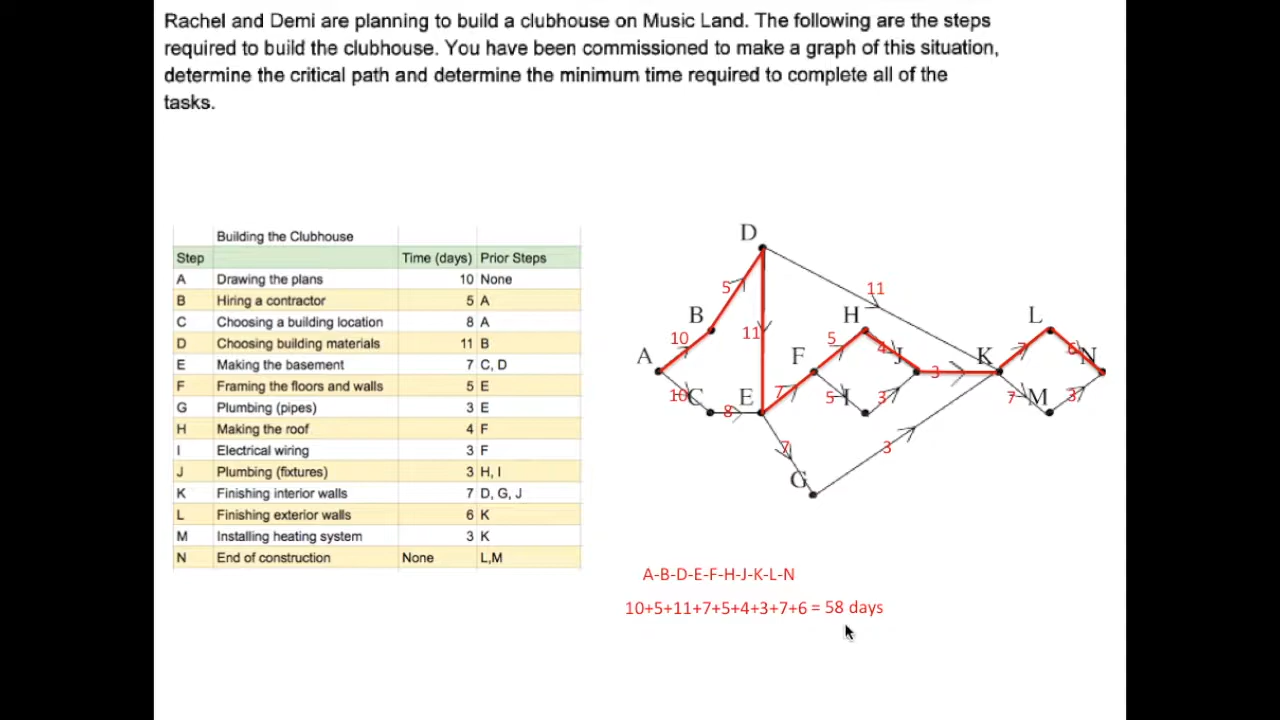 Rachel and Demi are planning to build a clubhouse on Music Land. The following are the steps
required to build the clubhouse. You have been commissioned to make a graph of this situation,
determine the critical path and determine the minimum time required to complete all of the
tasks.
Building the Clubhouse
Step Time (days) Prior Steps
A Drawing the plans 10 None
B Hiring a contractor 5 A
C Choosing a building location 8 A
D Choosing building materials 11 B
E Making the basement 7 C, D
F Framing the floors and walls 5 E
G Plumbing (pipes) 3 E
H Making the roof 4 F
I Electrical wiring 3 F
J Plumbing (fixtures) 3 H, I
K Finishing interior walls 7 D, G, J
L Finishing exterior walls 6 K
M Installing heating system 3 K
N End of construction None L,M
D
5 11
B H L
10 11 5 4 7 6
A F J K N
3
10 C 8 E 7 5 I 3 7 M 3
7 3
G
A-B-D-E-F-H-J-K-L-N
10+5+11+7+5+4+3+7+6 = 58 days